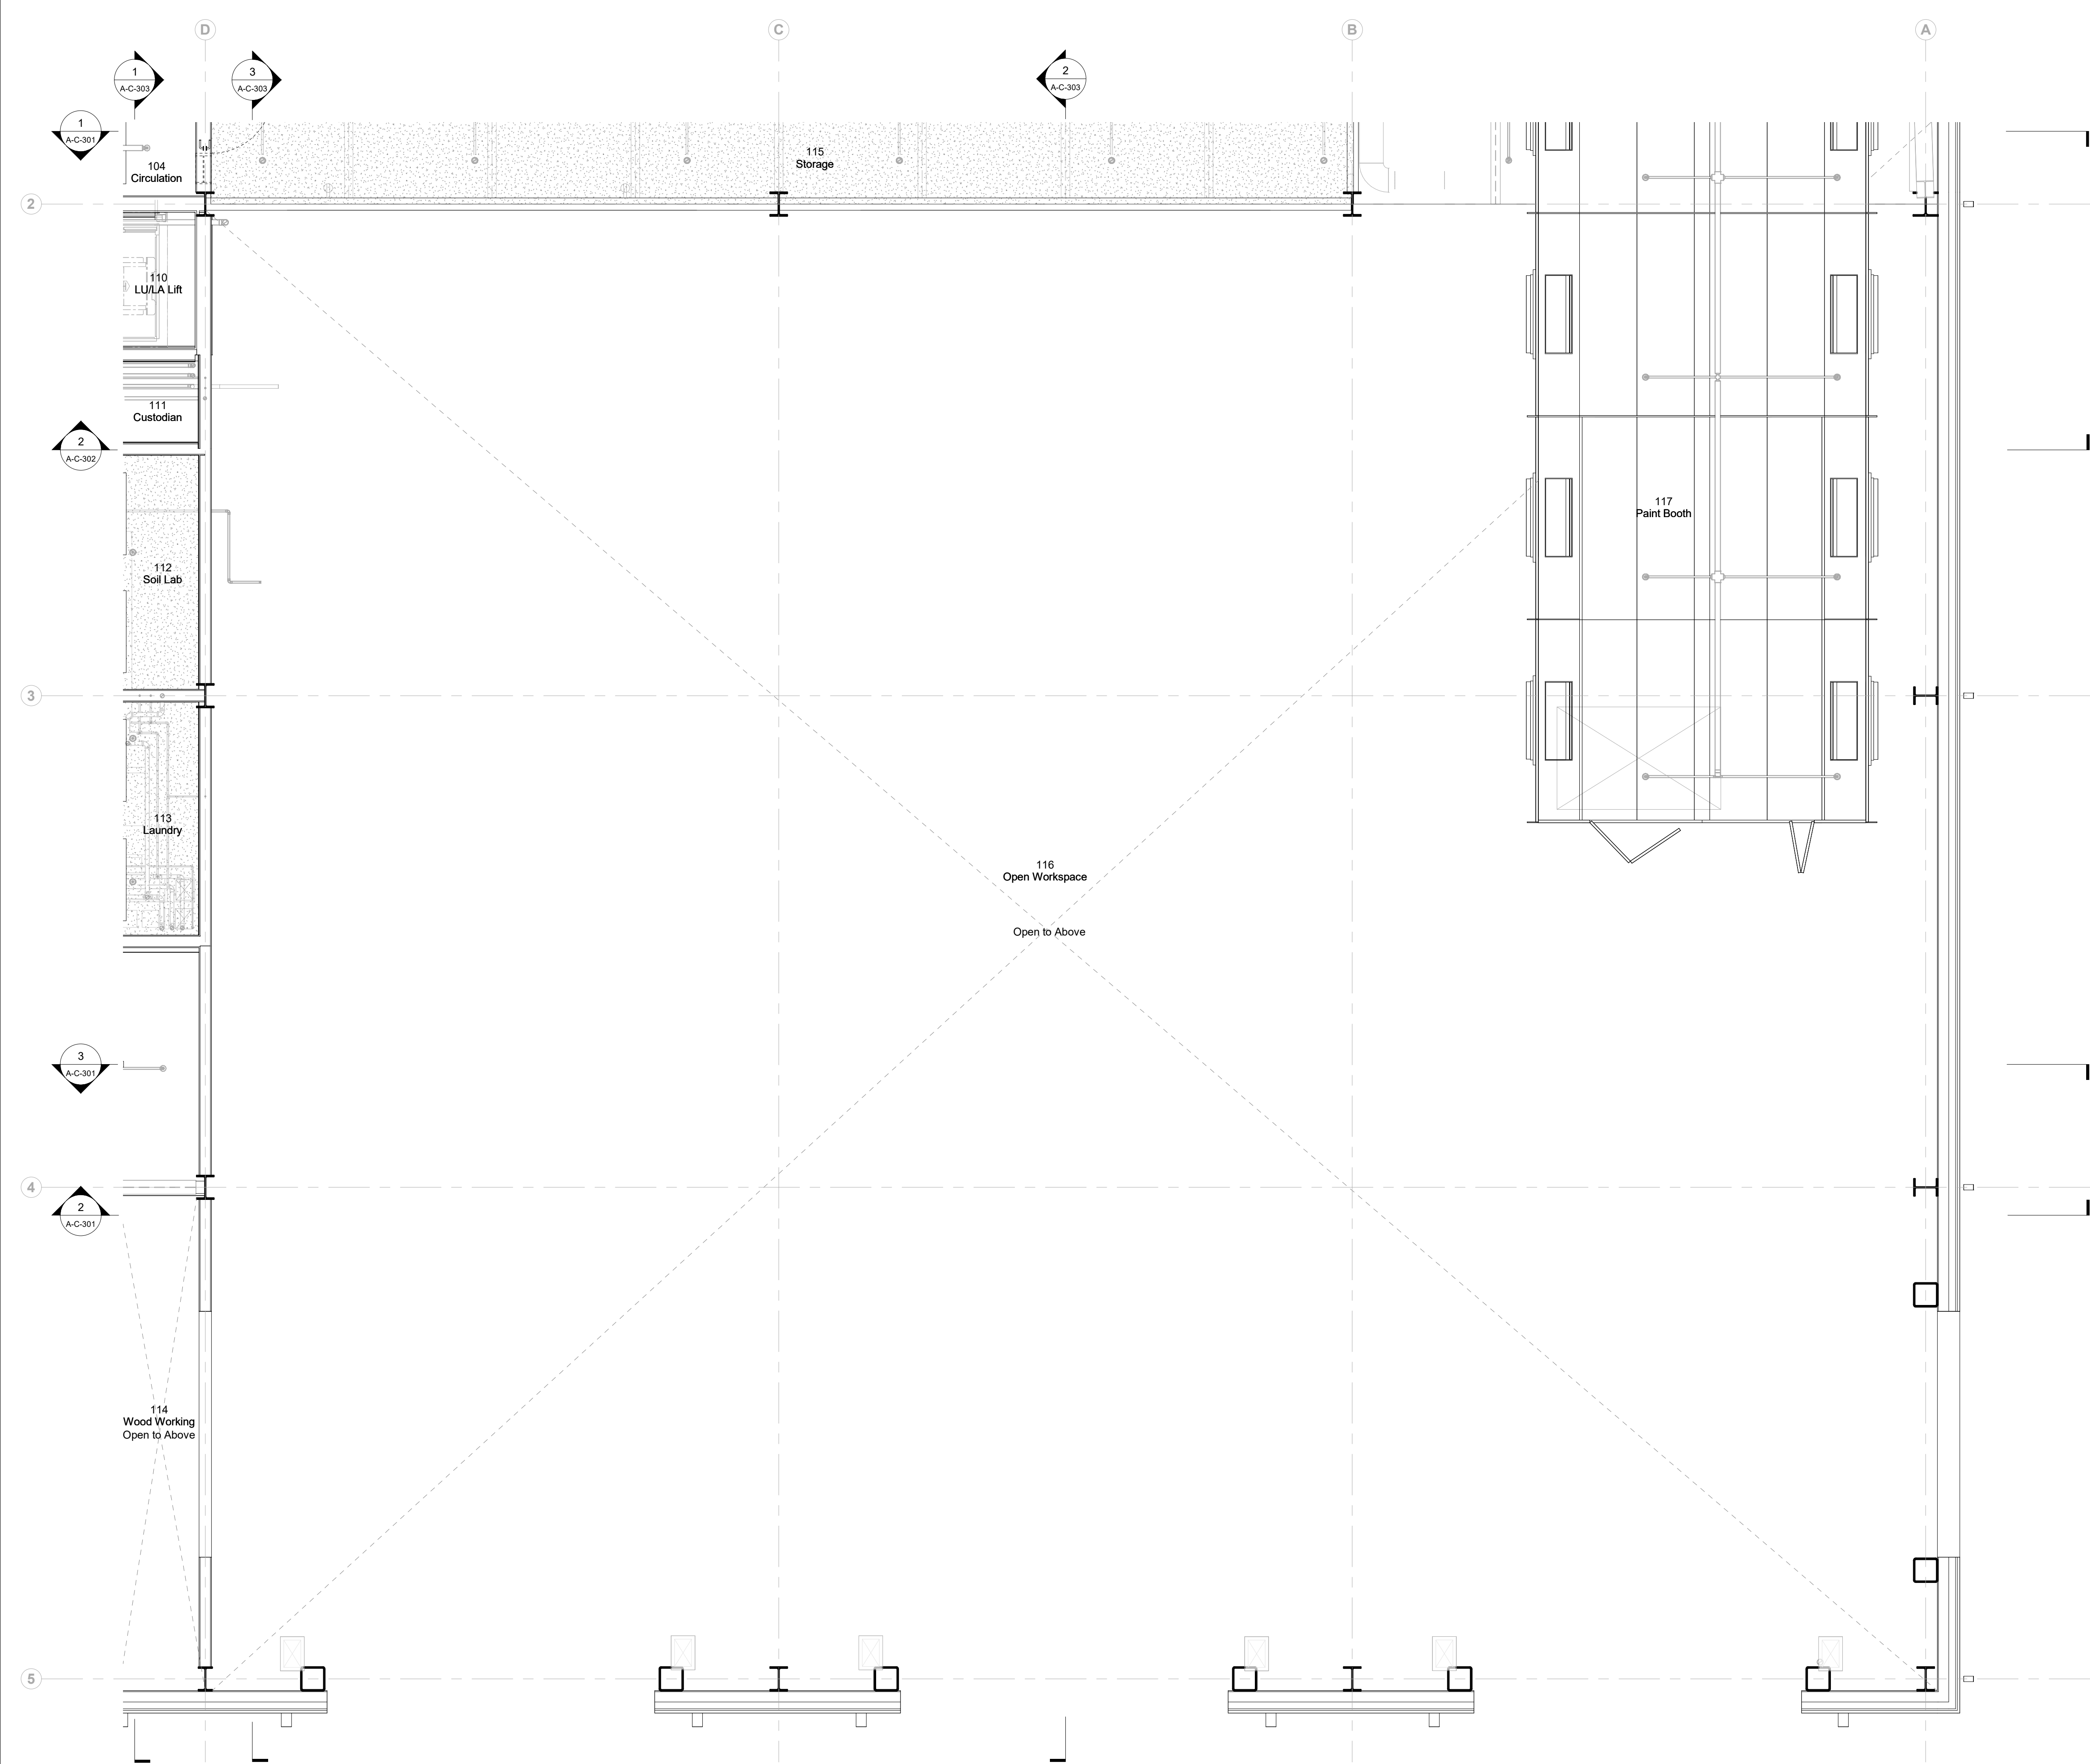 D
C
B
A
1
A-C-303
3
A-C-303
2
A-C-303
1
A-C-301
104
Circulation
115
Storage
2
110
LU/LA Lift
111
Custodian
2
A-C-302
117
Paint Booth
112
Soil Lab
3
113
Laundry
116
Open Workspace
Open to Above
3
A-C-301
4
2
A-C-301
114
Wood Working
Open to Above
5